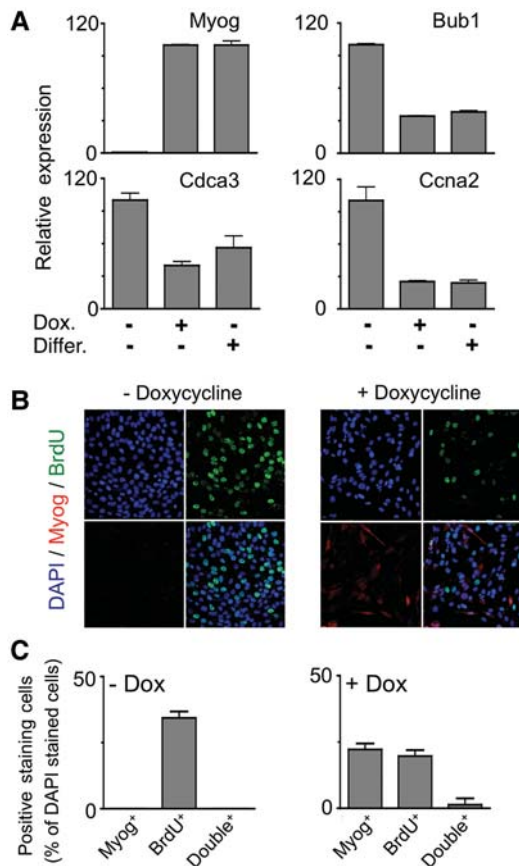 A
Myog
Bub1
120
0
120
0
Relative expression
Cdca3
Ccna2
120
0
120
0
Dox. - + - - + -
Differ. - - + - - +
B
- Doxycycline
+ Doxycycline
DAPI / Myog / BrdU
C
Positive staining cells
(% of DAPI stained cells)
50
- Dox
0
Myog⁺ BrdU⁺ Double⁺
50
+ Dox
0
Myog⁺ BrdU⁺ Double⁺